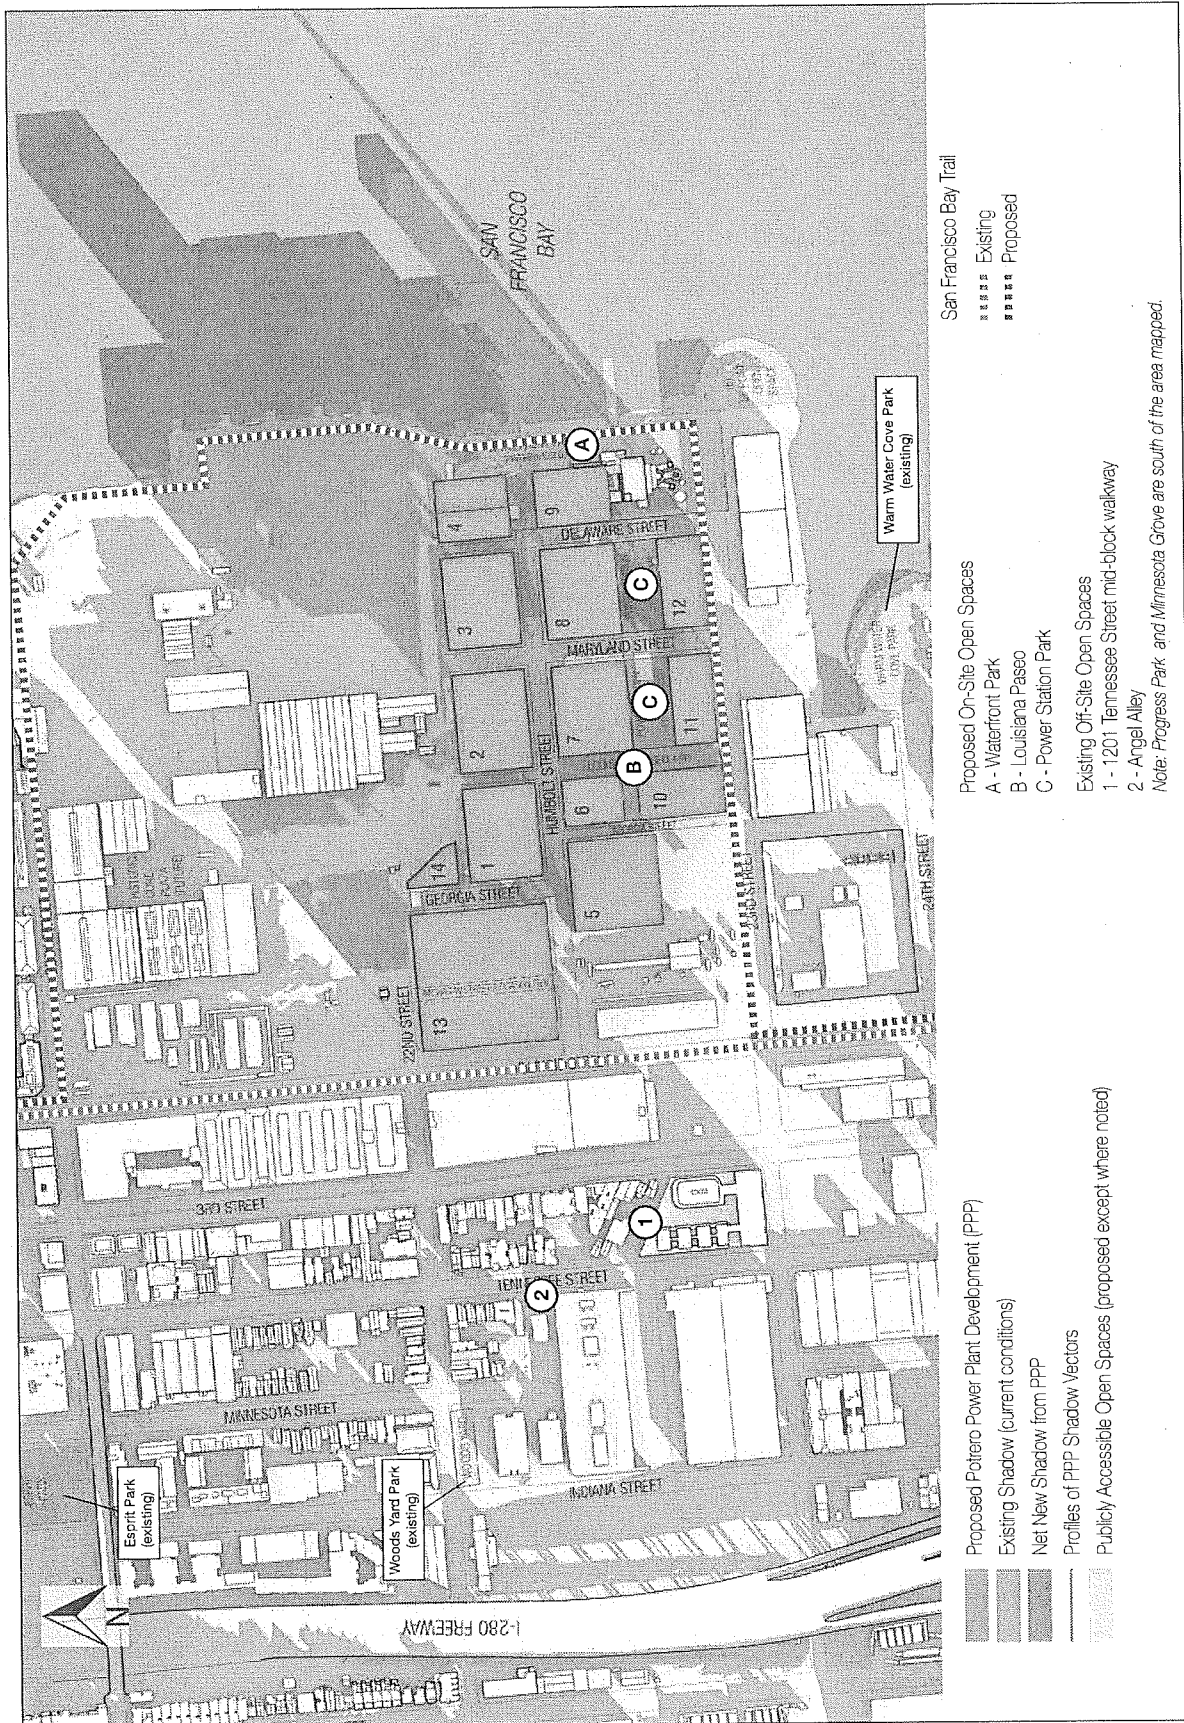 Esprit Park
(existing)
Woods Yard Park
(existing)
N
I-280 FREEWAY
INDIANA STREET
MINNESOTA STREET
TENNESSEE STREET
3RD STREET
22ND STREET
GEORGIA STREET
HUMBOLDT STREET
MARYLAND STREET
DELAWARE STREET
23RD STREET
24TH STREET
SAN
FRANCISCO
BAY
1
2
3
4
5
6
7
8
9
10
11
12
13
14
A
B
C
C
1
2
Warm Water Cove Park
(existing)
Proposed Potrero Power Plant Development (PPP)
Existing Shadow (current conditions)
Net New Shadow from PPP
Profiles of PPP Shadow Vectors
Publicly Accessible Open Spaces (proposed except where noted)
Proposed On-Site Open Spaces
A - Waterfront Park
B - Louisiana Paseo
C - Power Station Park
Existing Off-Site Open Spaces
1 - 1201 Tennessee Street mid-block walkway
2 - Angel Alley
Note: Progress Park and Minnesota Grove are south of the area mapped.
San Francisco Bay Trail
Existing
Proposed